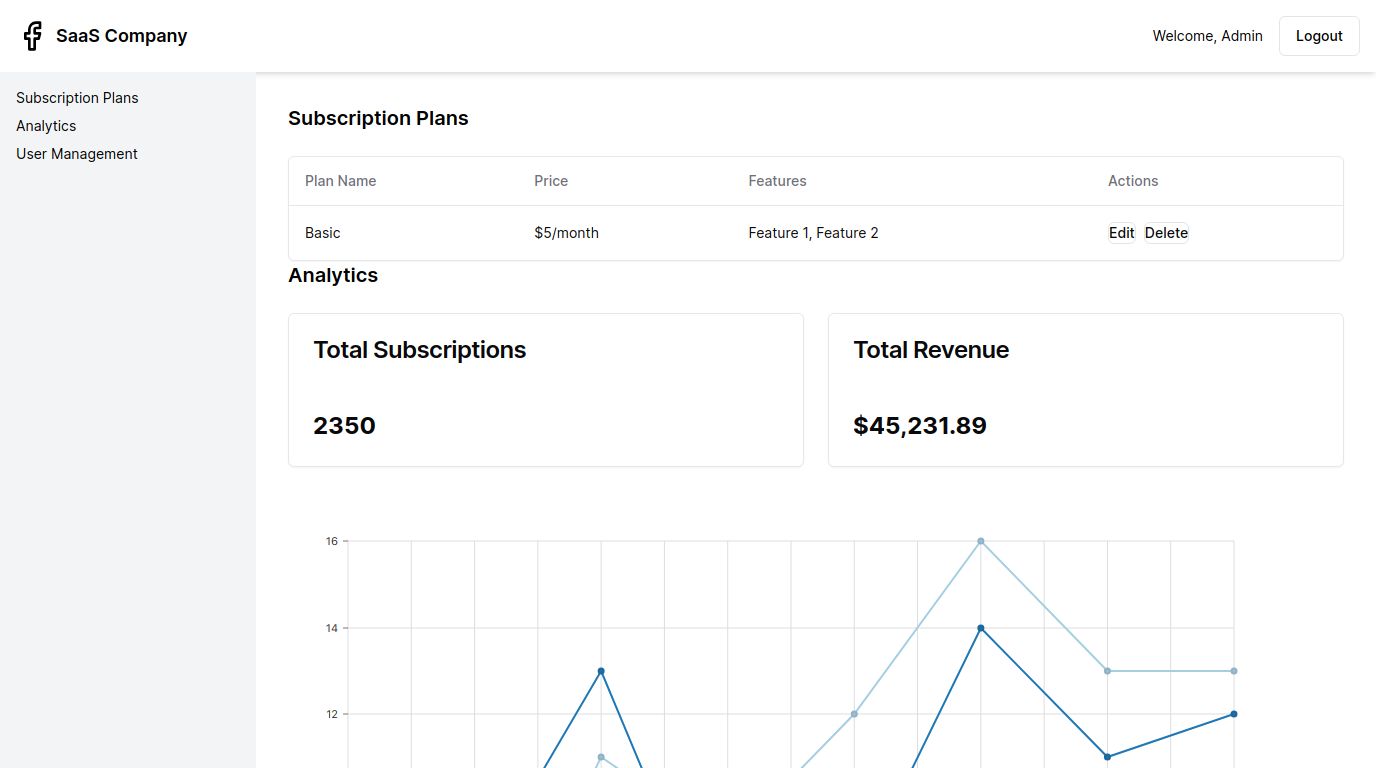 SaaS Company
Welcome, Admin
Logout
Subscription Plans
Analytics
User Management
Subscription Plans
Plan Name Price Features Actions
Basic $5/month Feature 1, Feature 2 Edit Delete
Analytics
Total Subscriptions
2350
Total Revenue
$45,231.89
16
14
12